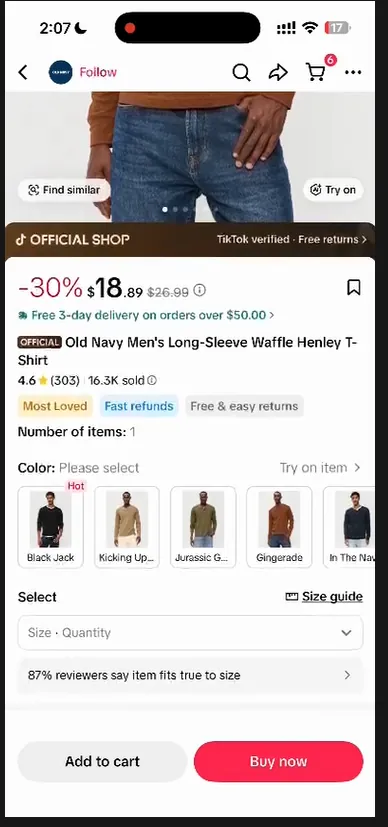 2:07
17
OLD NAVY
Follow
6
Find similar
Try on
OFFICIAL SHOP
TikTok verified · Free returns >
-30% $18.89 $26.99
Free 3-day delivery on orders over $50.00 >
OFFICIAL Old Navy Men's Long-Sleeve Waffle Henley T-
Shirt
4.6 (303) 16.3K sold
Most Loved
Fast refunds
Free & easy returns
Number of items: 1
Color: Please select
Try on item >
Hot
Black Jack
Kicking Up...
Jurassic G...
Gingerade
In The Nav
Select
Size guide
Size · Quantity
87% reviewers say item fits true to size
Add to cart
Buy now